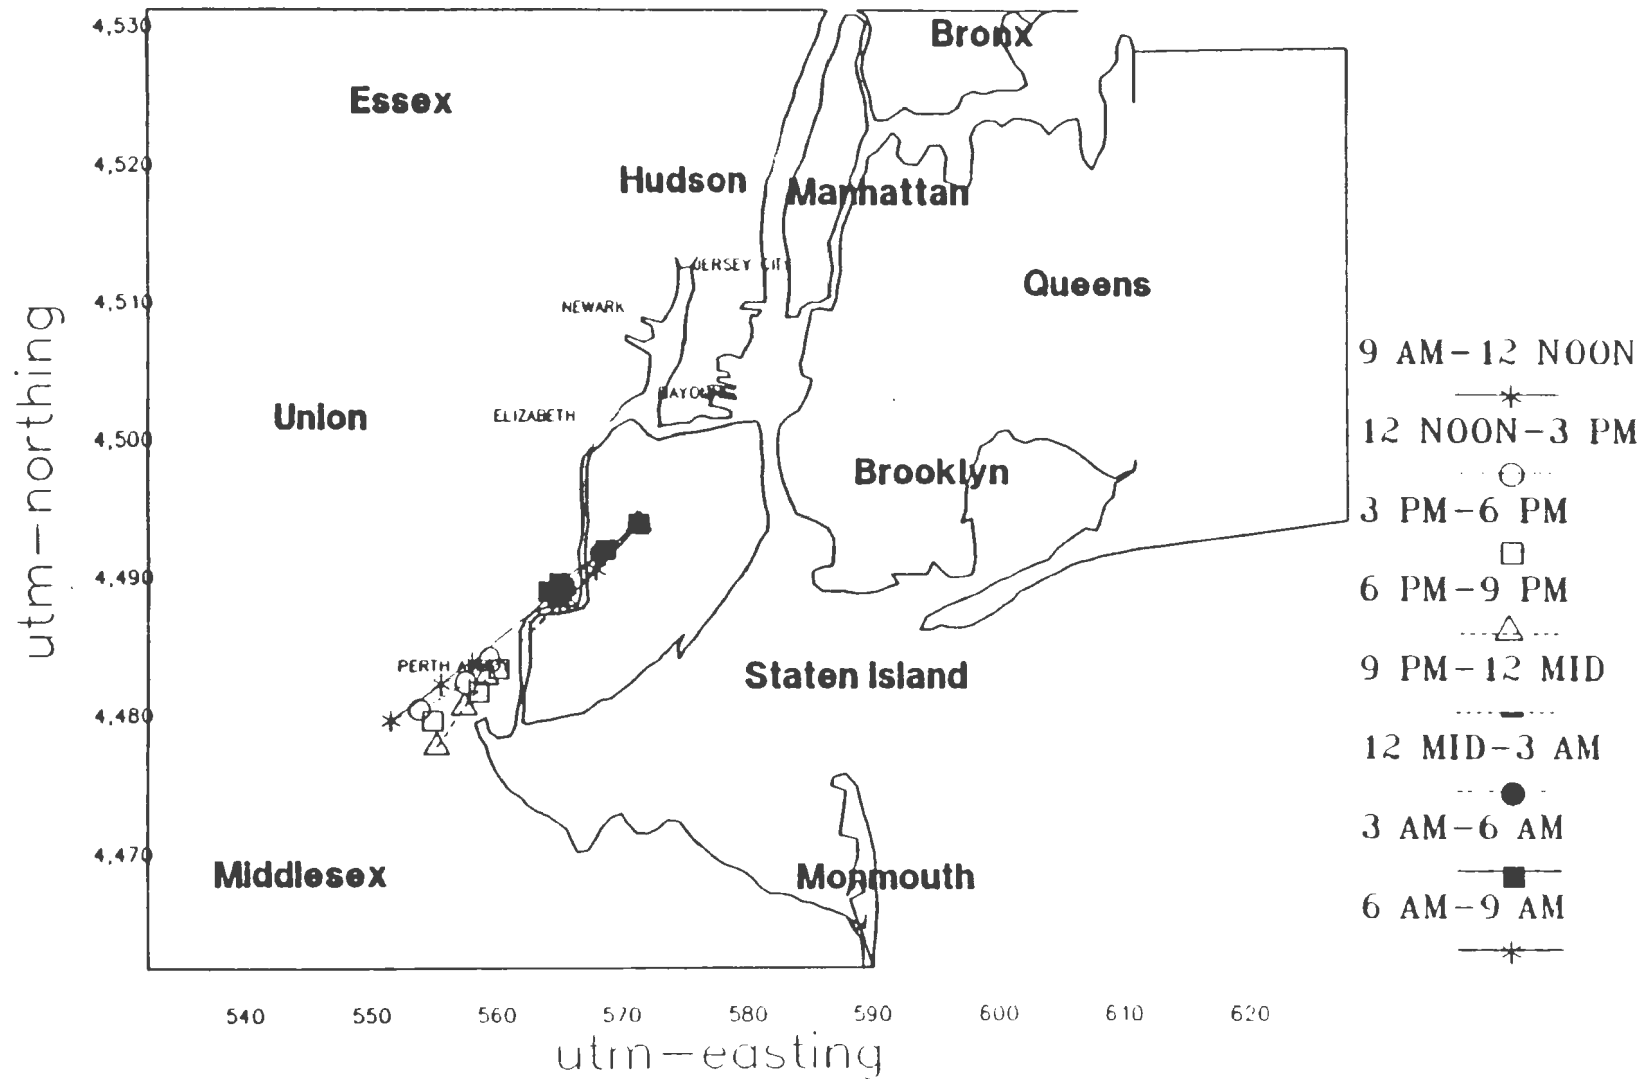 4,530
Bronx
Essex
4,520
Hudson
Manhattan
JERSEY CITY
Queens
4,510
NEWARK
utm-northing
BAYONNE
Union
ELIZABETH
4,500
Brooklyn
4,490
PERTH AMBOY
Staten Island
4,480
4,470
Middlesex
Monmouth
540 550 560 570 580 590 600 610 620
utm-easting
9 AM-12 NOON
12 NOON-3 PM
3 PM-6 PM
6 PM-9 PM
9 PM-12 MID
12 MID-3 AM
3 AM-6 AM
6 AM-9 AM